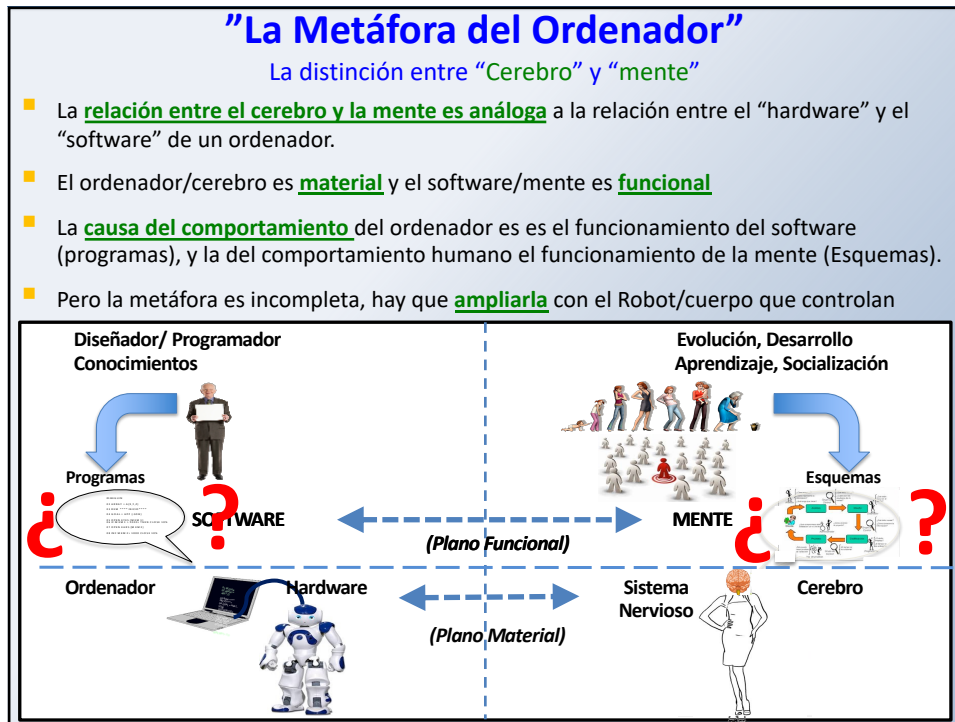 ”La Metáfora del Ordenador”
La distinción entre “Cerebro” y “mente”
La relación entre el cerebro y la mente es análoga a la relación entre el “hardware” y el
“software” de un ordenador.
El ordenador/cerebro es material y el software/mente es funcional
La causa del comportamiento del ordenador es es el funcionamiento del software
(programas), y la del comportamiento humano el funcionamiento de la mente (Esquemas).
Pero la metáfora es incompleta, hay que ampliarla con el Robot/cuerpo que controlan
Diseñador/ Programador
Conocimientos
Evolución, Desarrollo
Aprendizaje, Socialización
Programas
Esquemas
¿ ?
SOFTWARE
(Plano Funcional)
MENTE
¿ ?
Ordenador
Hardware
(Plano Material)
Sistema
Nervioso
Cerebro